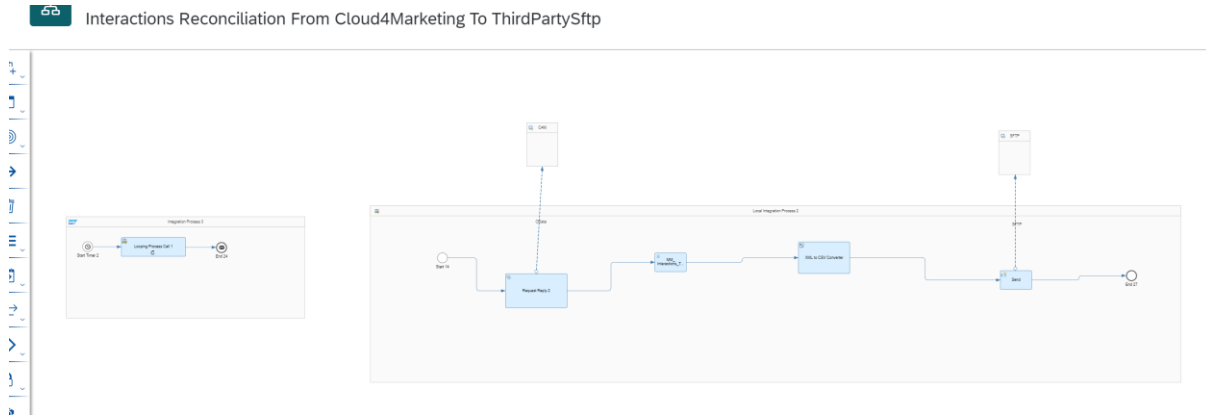 Interactions Reconciliation From Cloud4Marketing To ThirdPartySftp
SFTP
Integration Process 3
Local Integration Process 2
OData
SFTP
Start Timer 2
Looping Process Call 1
End 24
Start 14
Request Reply 2
Interactions_T...
XML to CSV Converter
Send
End 27